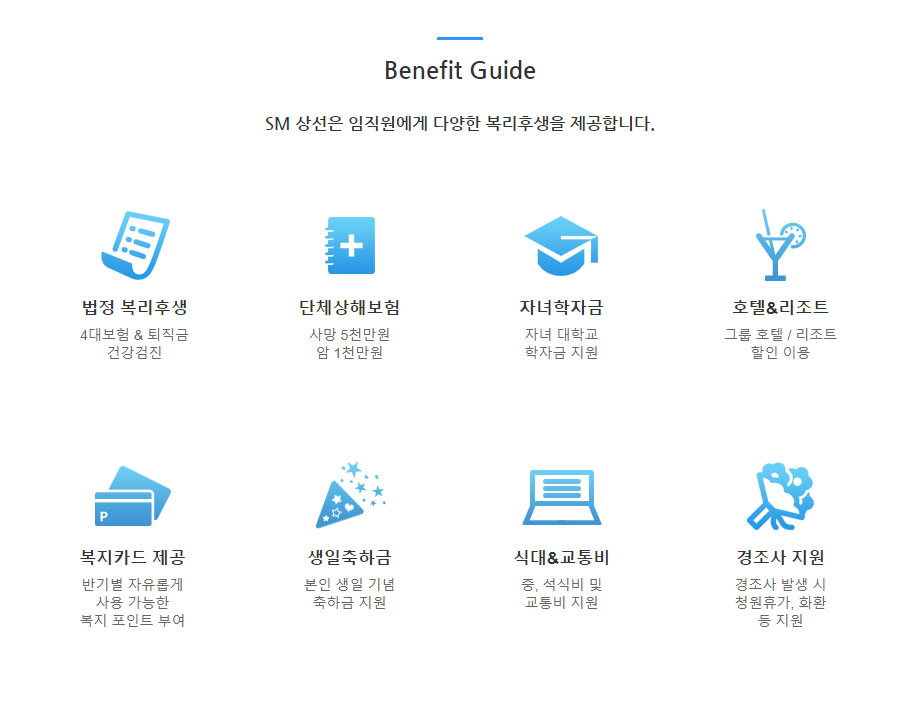 Benefit Guide
SM 상선은 임직원에게 다양한 복리후생을 제공합니다.
법정 복리후생
4대보험 & 퇴직금
건강검진
단체상해보험
사망 5천만원
암 1천만원
자녀학자금
자녀 대학교
학자금 지원
호텔&리조트
그룹 호텔 / 리조트
할인 이용
P
복지카드 제공
반기별 자유롭게
사용 가능한
복지 포인트 부여
생일축하금
본인 생일 기념
축하금 지원
식대&교통비
중, 석식비 및
교통비 지원
경조사 지원
경조사 발생 시
청원휴가, 화환
등 지원